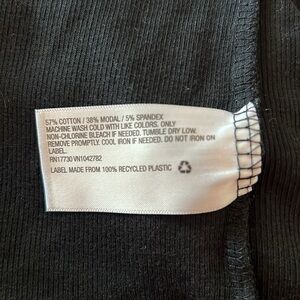 57% COTTON / 38% MODAL / 5% SPANDEX
MACHINE WASH COLD WITH LIKE COLORS. ONLY
NON-CHLORINE BLEACH IF NEEDED. TUMBLE DRY LOW.
REMOVE PROMPTLY. COOL IRON IF NEEDED. DO NOT IRON ON
LABEL.
RN17730 VN1042782
LABEL MADE FROM 100% RECYCLED PLASTIC